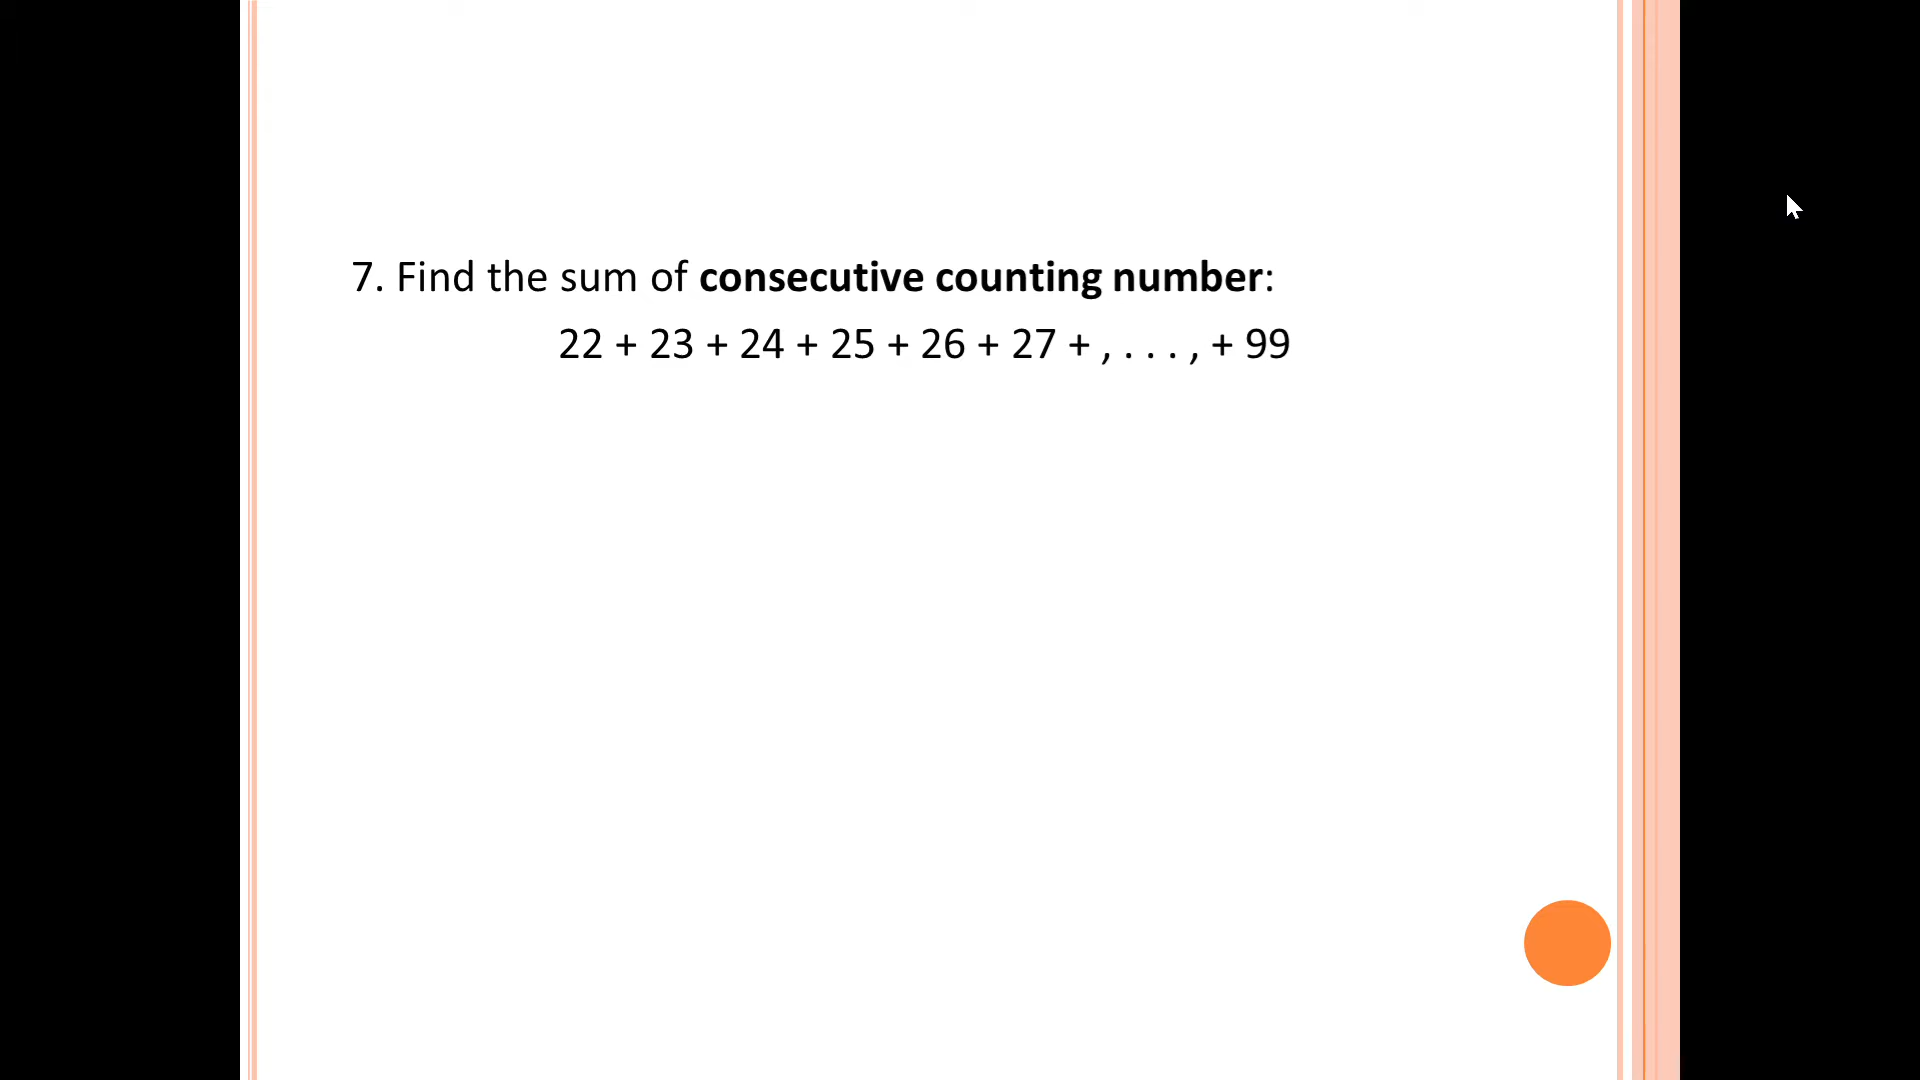 7. Find the sum of consecutive counting number:
22 + 23 + 24 + 25 + 26 + 27 + , . . . , + 99